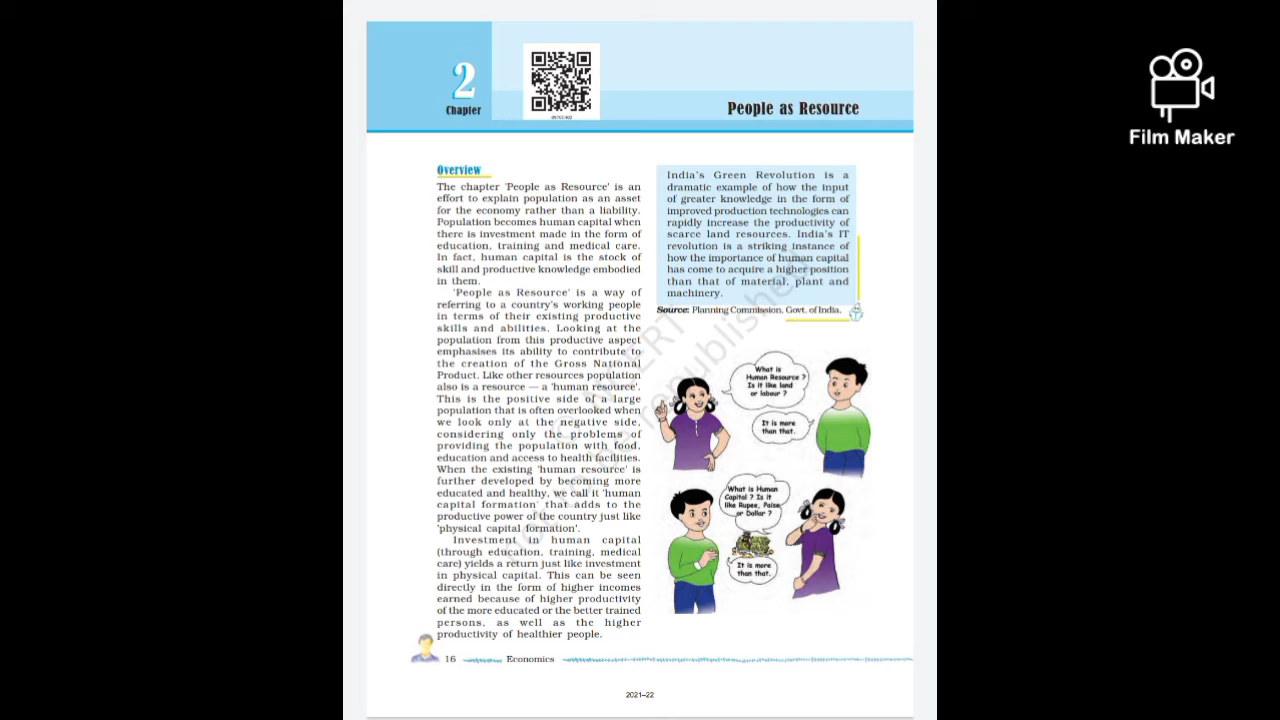 2
Chapter
0970CH02
People as Resource
Film Maker
Overview
The chapter 'People as Resource' is an
effort to explain population as an asset
for the economy rather than a liability.
Population becomes human capital when
there is investment made in the form of
education, training and medical care.
In fact, human capital is the stock of
skill and productive knowledge embodied
in them.
'People as Resource' is a way of
referring to a country's working people
in terms of their existing productive
skills and abilities. Looking at the
population from this productive aspect
emphasises its ability to contribute to
the creation of the Gross National
Product. Like other resources population
also is a resource — a 'human resource'.
This is the positive side of a large
population that is often overlooked when
we look only at the negative side,
considering only the problems of
providing the population with food,
education and access to health facilities.
When the existing 'human resource' is
further developed by becoming more
educated and healthy, we call it 'human
capital formation' that adds to the
productive power of the country just like
'physical capital formation'.
Investment in human capital
(through education, training, medical
care) yields a return just like investment
in physical capital. This can be seen
directly in the form of higher incomes
earned because of higher productivity
of the more educated or the better trained
persons, as well as the higher
productivity of healthier people.
India's Green Revolution is a
dramatic example of how the input
of greater knowledge in the form of
improved production technologies can
rapidly increase the productivity of
scarce land resources. India's IT
revolution is a striking instance of
how the importance of human capital
has come to acquire a higher position
than that of material, plant and
machinery.
Source: Planning Commission, Govt. of India.
What is
Human Resource ?
Is it like land
or labour ?
It is more
than that.
What is Human
Capital ? Is it
like Rupee, Paise
or Dollar ?
It is more
than that.
16 Economics
2021–22